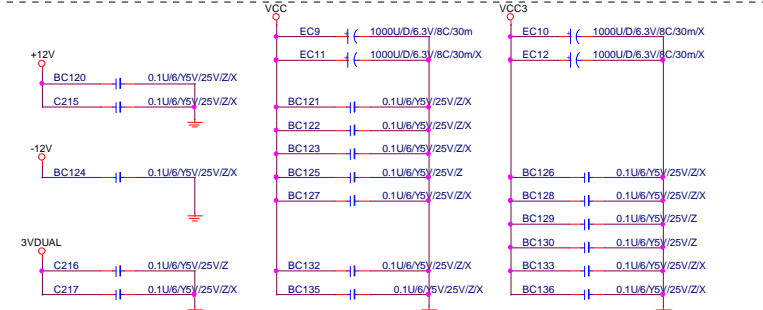 VCC
VCC3
EC9 1000U/D/6.3V/8C/30m
EC10 1000U/D/6.3V/8C/30m/X
+12V
EC11 1000U/D/6.3V/8C/30m/X
EC12 1000U/D/6.3V/8C/30m/X
BC120 0.1U/6/Y5V/25V/Z/X
C215 0.1U/6/Y5V/25V/Z/X
BC121 0.1U/6/Y5V/25V/Z/X
BC122 0.1U/6/Y5V/25V/Z/X
-12V
BC123 0.1U/6/Y5V/25V/Z/X
BC124 0.1U/6/Y5V/25V/Z/X
BC125 0.1U/6/Y5V/25V/Z
BC126 0.1U/6/Y5V/25V/Z/X
BC127 0.1U/6/Y5V/25V/Z/X
BC128 0.1U/6/Y5V/25V/Z/X
BC129 0.1U/6/Y5V/25V/Z
3VDUAL
BC130 0.1U/6/Y5V/25V/Z
C216 0.1U/6/Y5V/25V/Z
BC132 0.1U/6/Y5V/25V/Z/X
BC133 0.1U/6/Y5V/25V/Z/X
C217 0.1U/6/Y5V/25V/Z/X
BC135 0.1U/6/Y5V/25V/Z/X
BC136 0.1U/6/Y5V/25V/Z/X